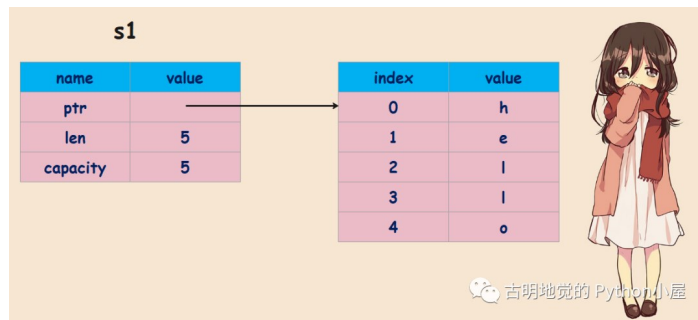 s1
name value
ptr
len 5
capacity 5
index value
0 h
1 e
2 l
3 l
4 o
古明地觉的 Python小屋